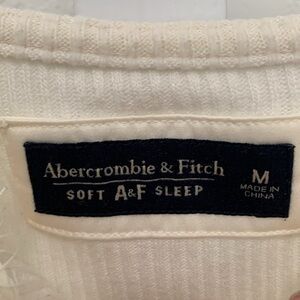 Abercrombie & Fitch
SOFT A&F SLEEP
M
MADE IN
CHINA